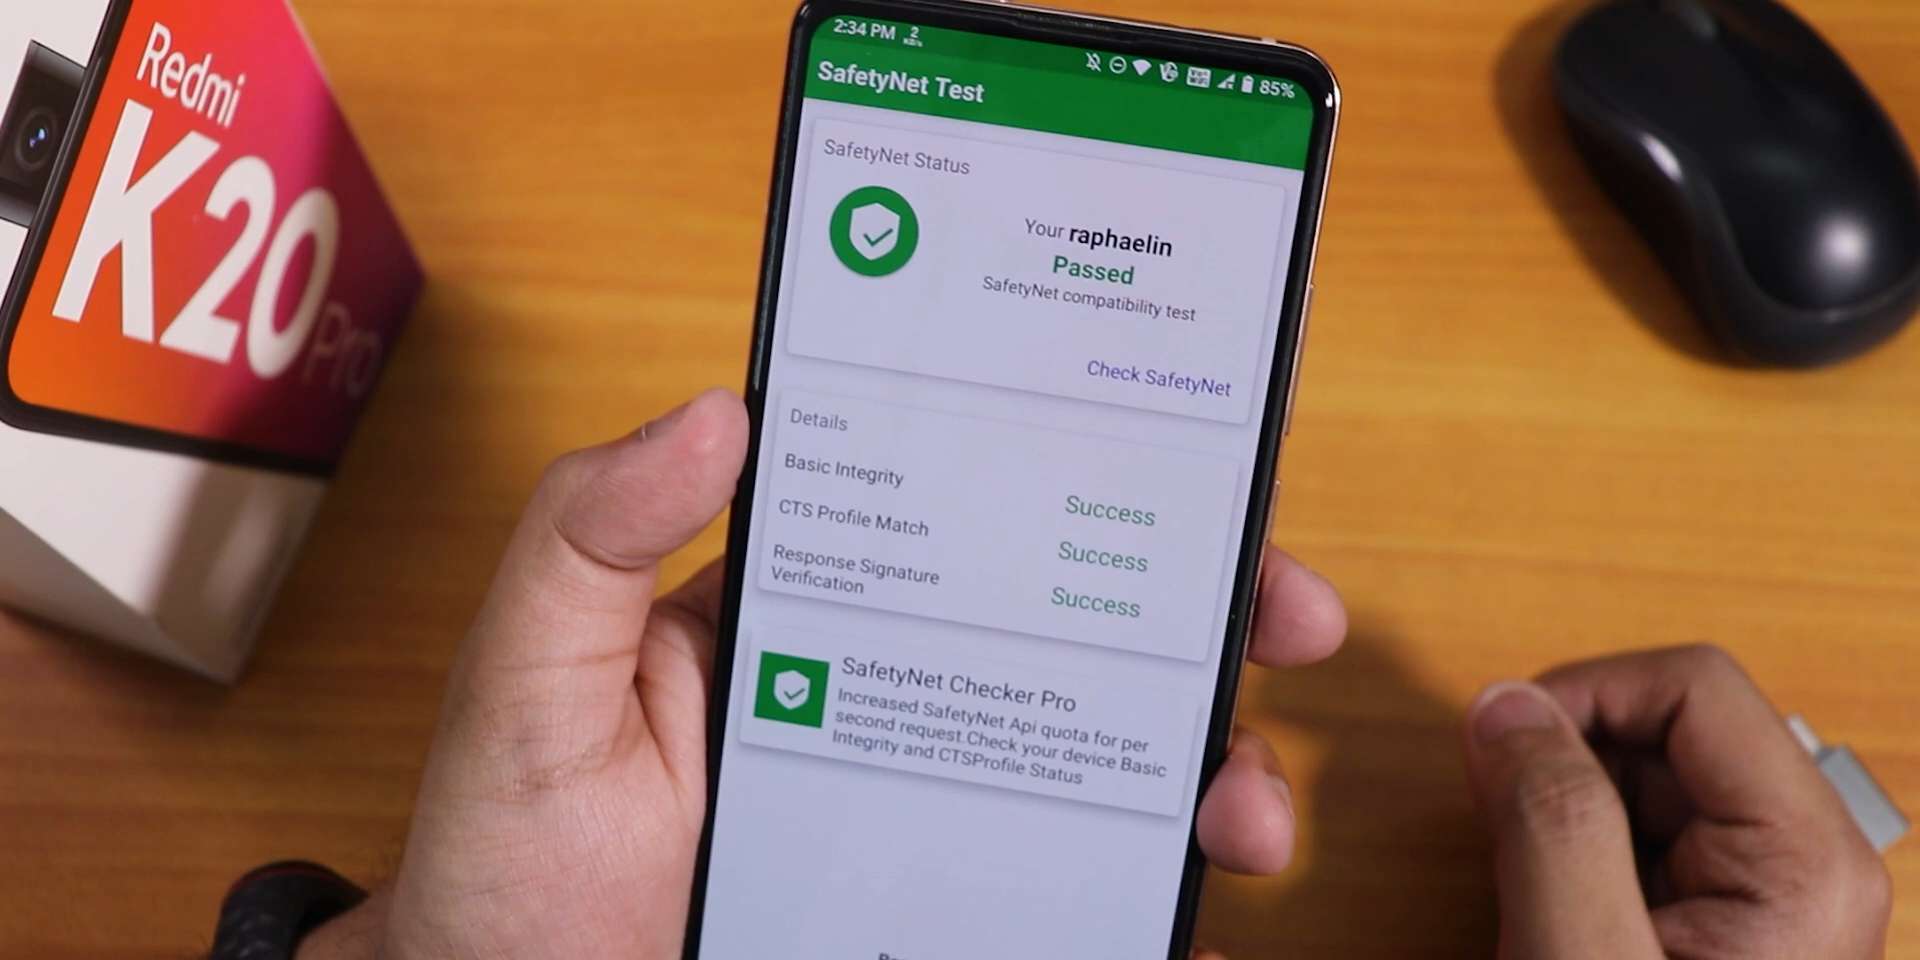 Redmi
K20
Pro
2:34 PM 2 KB/s
85%
SafetyNet Test
SafetyNet Status
Your raphaelin
Passed
SafetyNet compatibility test
Check SafetyNet
Details
Basic Integrity Success
CTS Profile Match Success
Response Signature
Verification Success
SafetyNet Checker Pro
Increased SafetyNet Api quota for per
second request.Check your device Basic
Integrity and CTSProfile Status